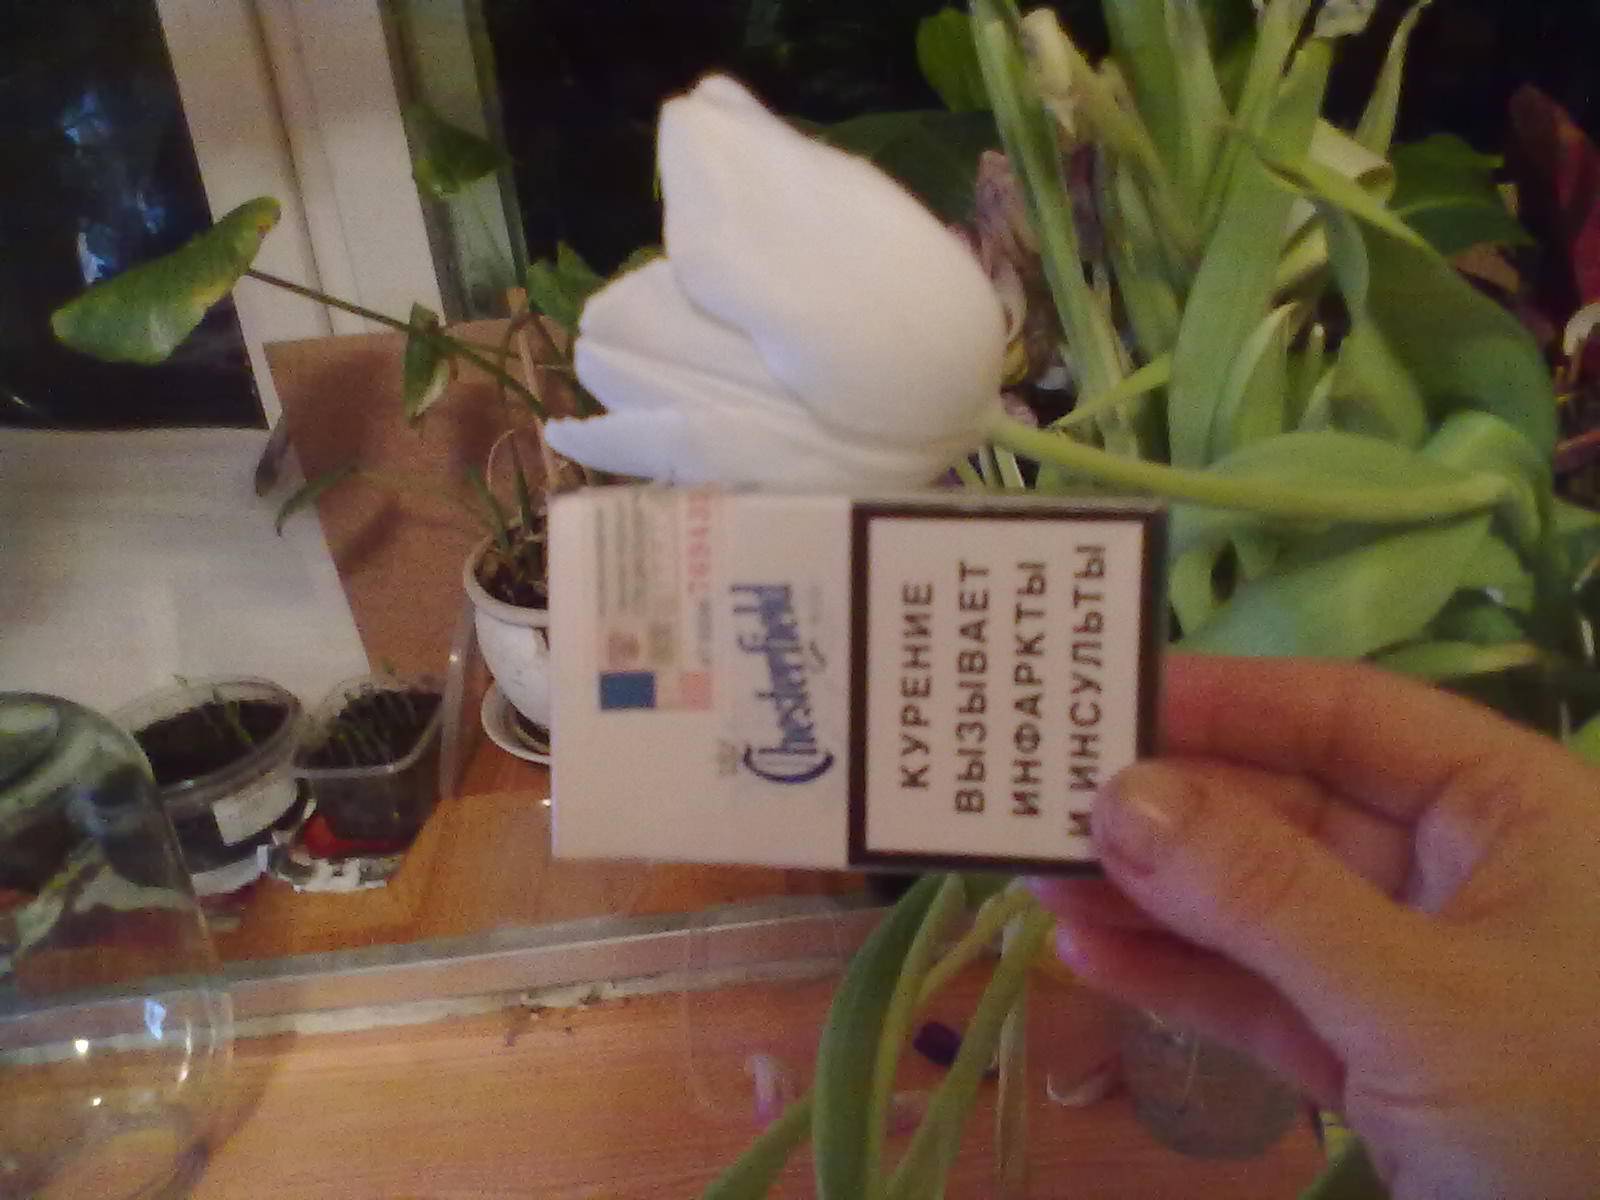 Chesterfield
КУРЕНИЕ
ВЫЗЫВАЕТ
ИНФАРКТЫ
И ИНСУЛЬТЫ